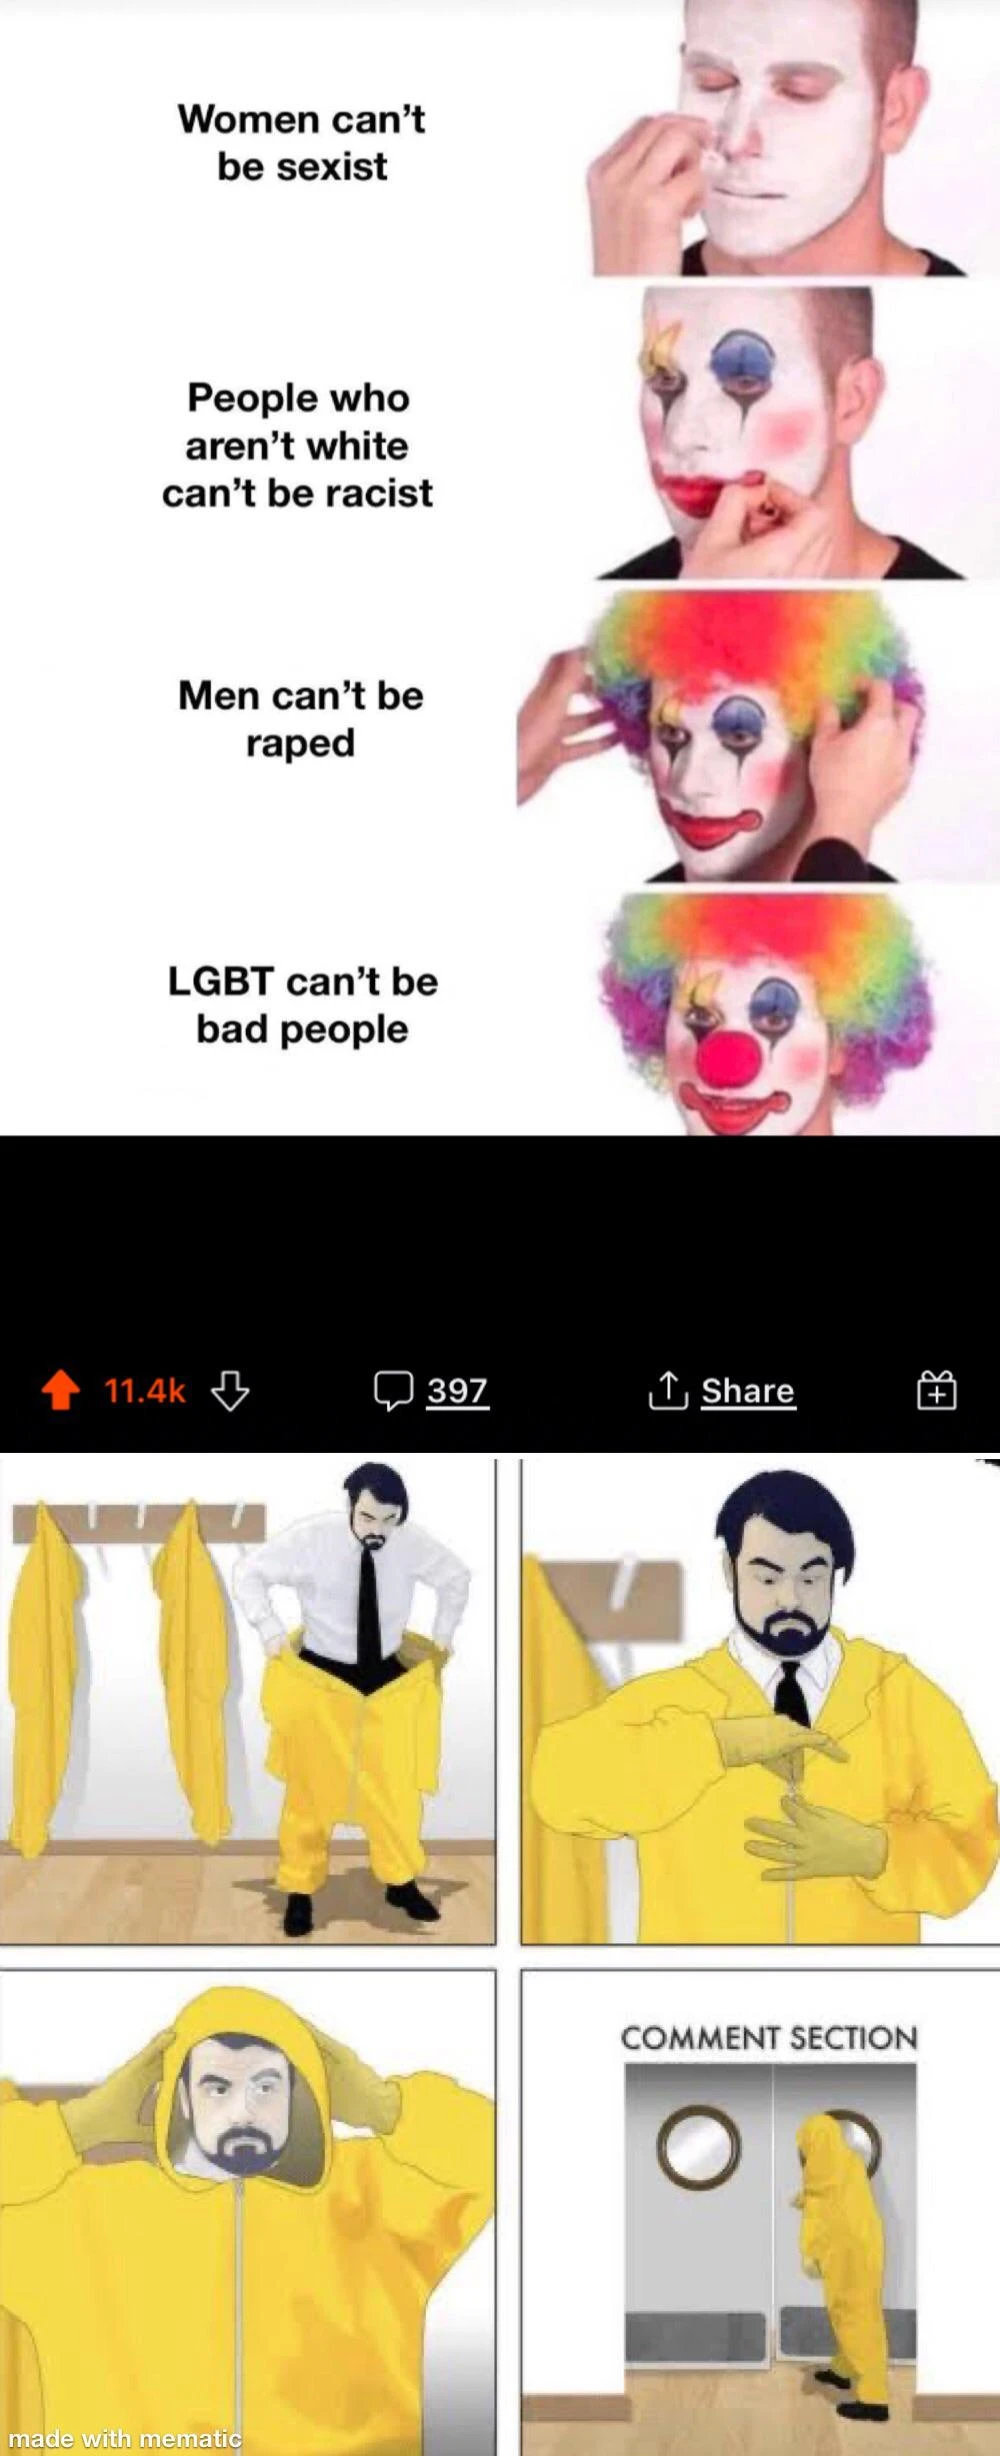 Women can't
be sexist
People who
aren't white
can't be racist
Men can't be
raped
LGBT can't be
bad people
11.4k
397
Share
COMMENT SECTION
made with mematic